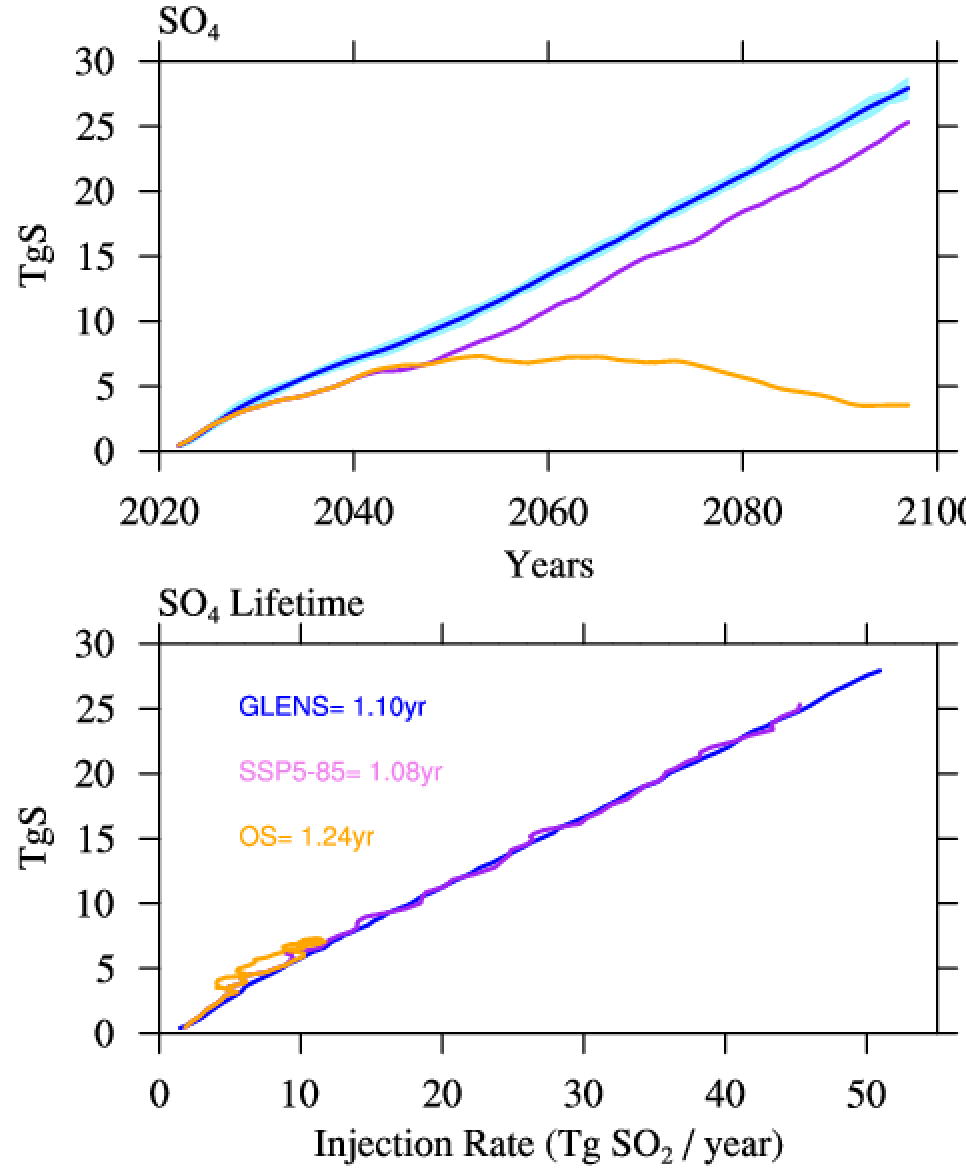 SO₄
30
25
20
15
10
5
0
TgS
2020 2040 2060 2080 2100
Years
SO₄ Lifetime
30
25
20
15
10
5
0
TgS
GLENS= 1.10yr
SSP5-85= 1.08yr
OS= 1.24yr
0 10 20 30 40 50
Injection Rate (Tg SO₂ / year)